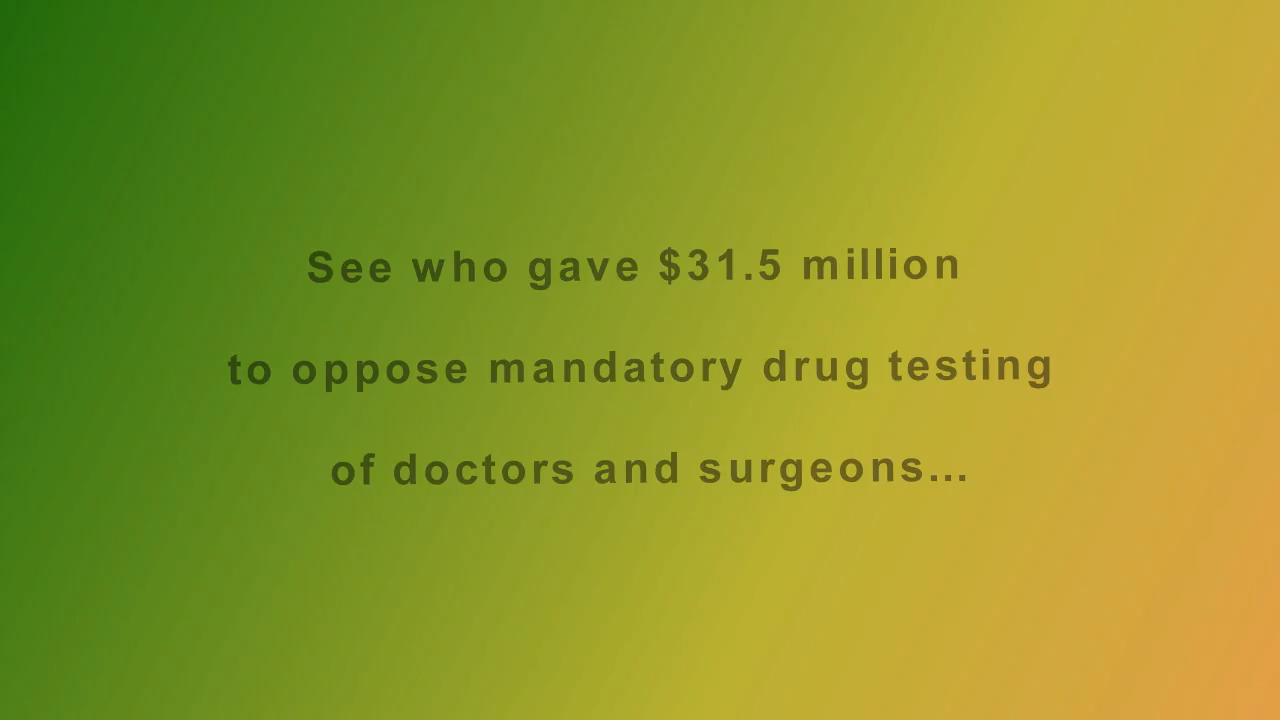 See who gave $31.5 million
to oppose mandatory drug testing
of doctors and surgeons...